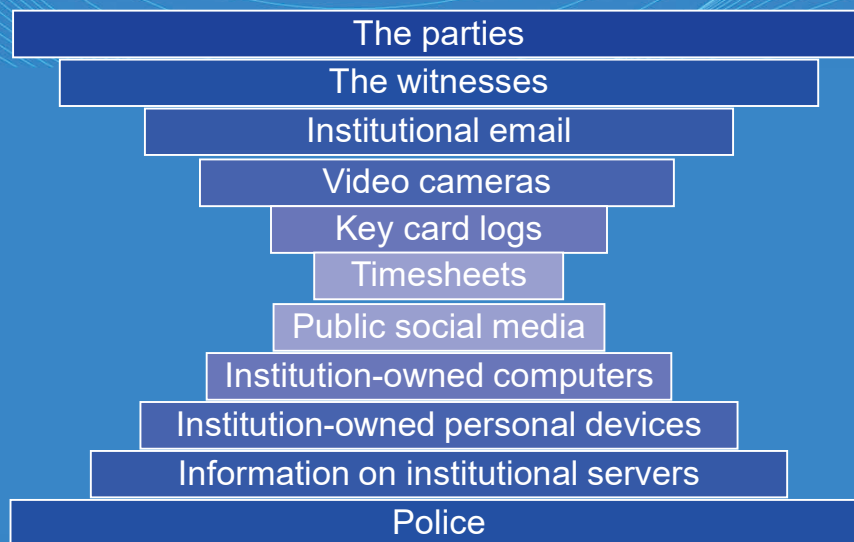 The parties
The witnesses
Institutional email
Video cameras
Key card logs
Timesheets
Public social media
Institution-owned computers
Institution-owned personal devices
Information on institutional servers
Police